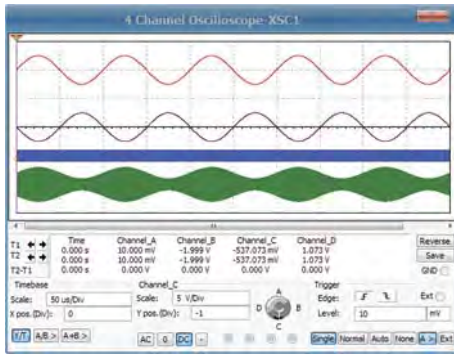 4 Channel Oscilloscope-XSC1
Time Channel_A Channel_B Channel_C Channel_D
T1 0.000 s 10.000 mV -1.999 V -537.073 mV 1.073 V
T2 0.000 s 10.000 mV -1.999 V -537.073 mV 1.073 V
T2-T1 0.000 s 0.000 V 0.000 V 0.000 V 0.000 V
Reverse
Save
GND
Timebase Channel_C Trigger
Scale: 50 us/Div Scale: 5 V/Div A B C D Edge: Ext
X pos.(Div): 0 Y pos.(Div): -1 Level: 10 mV
Y/T A/B > A+B > AC 0 DC - Single Normal Auto None A > Ext